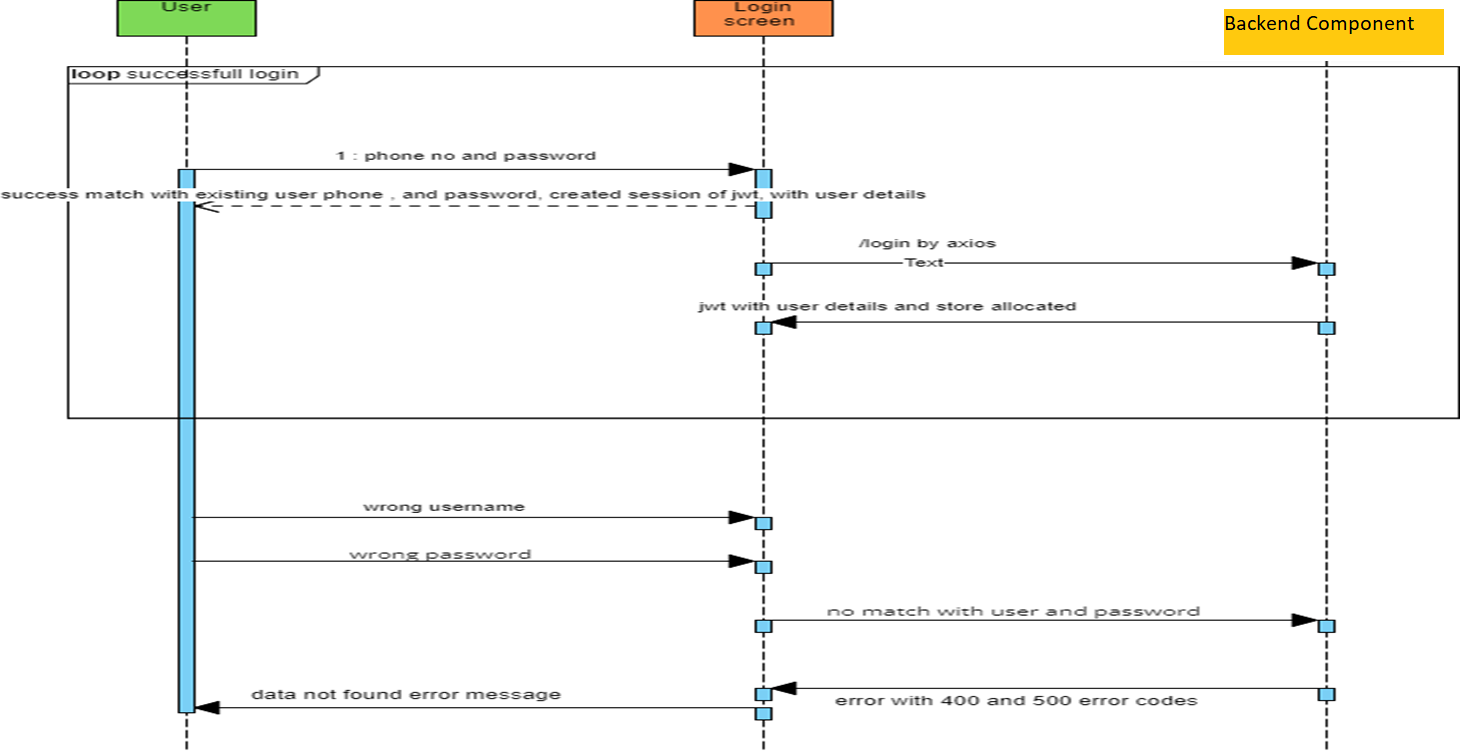 User
Login
screen
Backend Component
loop successfull login
1 : phone no and password
success match with existing user phone , and password, created session of jwt, with user details
/login by axios
Text
jwt with user details and store allocated
wrong username
wrong password
no match with user and password
data not found error message
error with 400 and 500 error codes